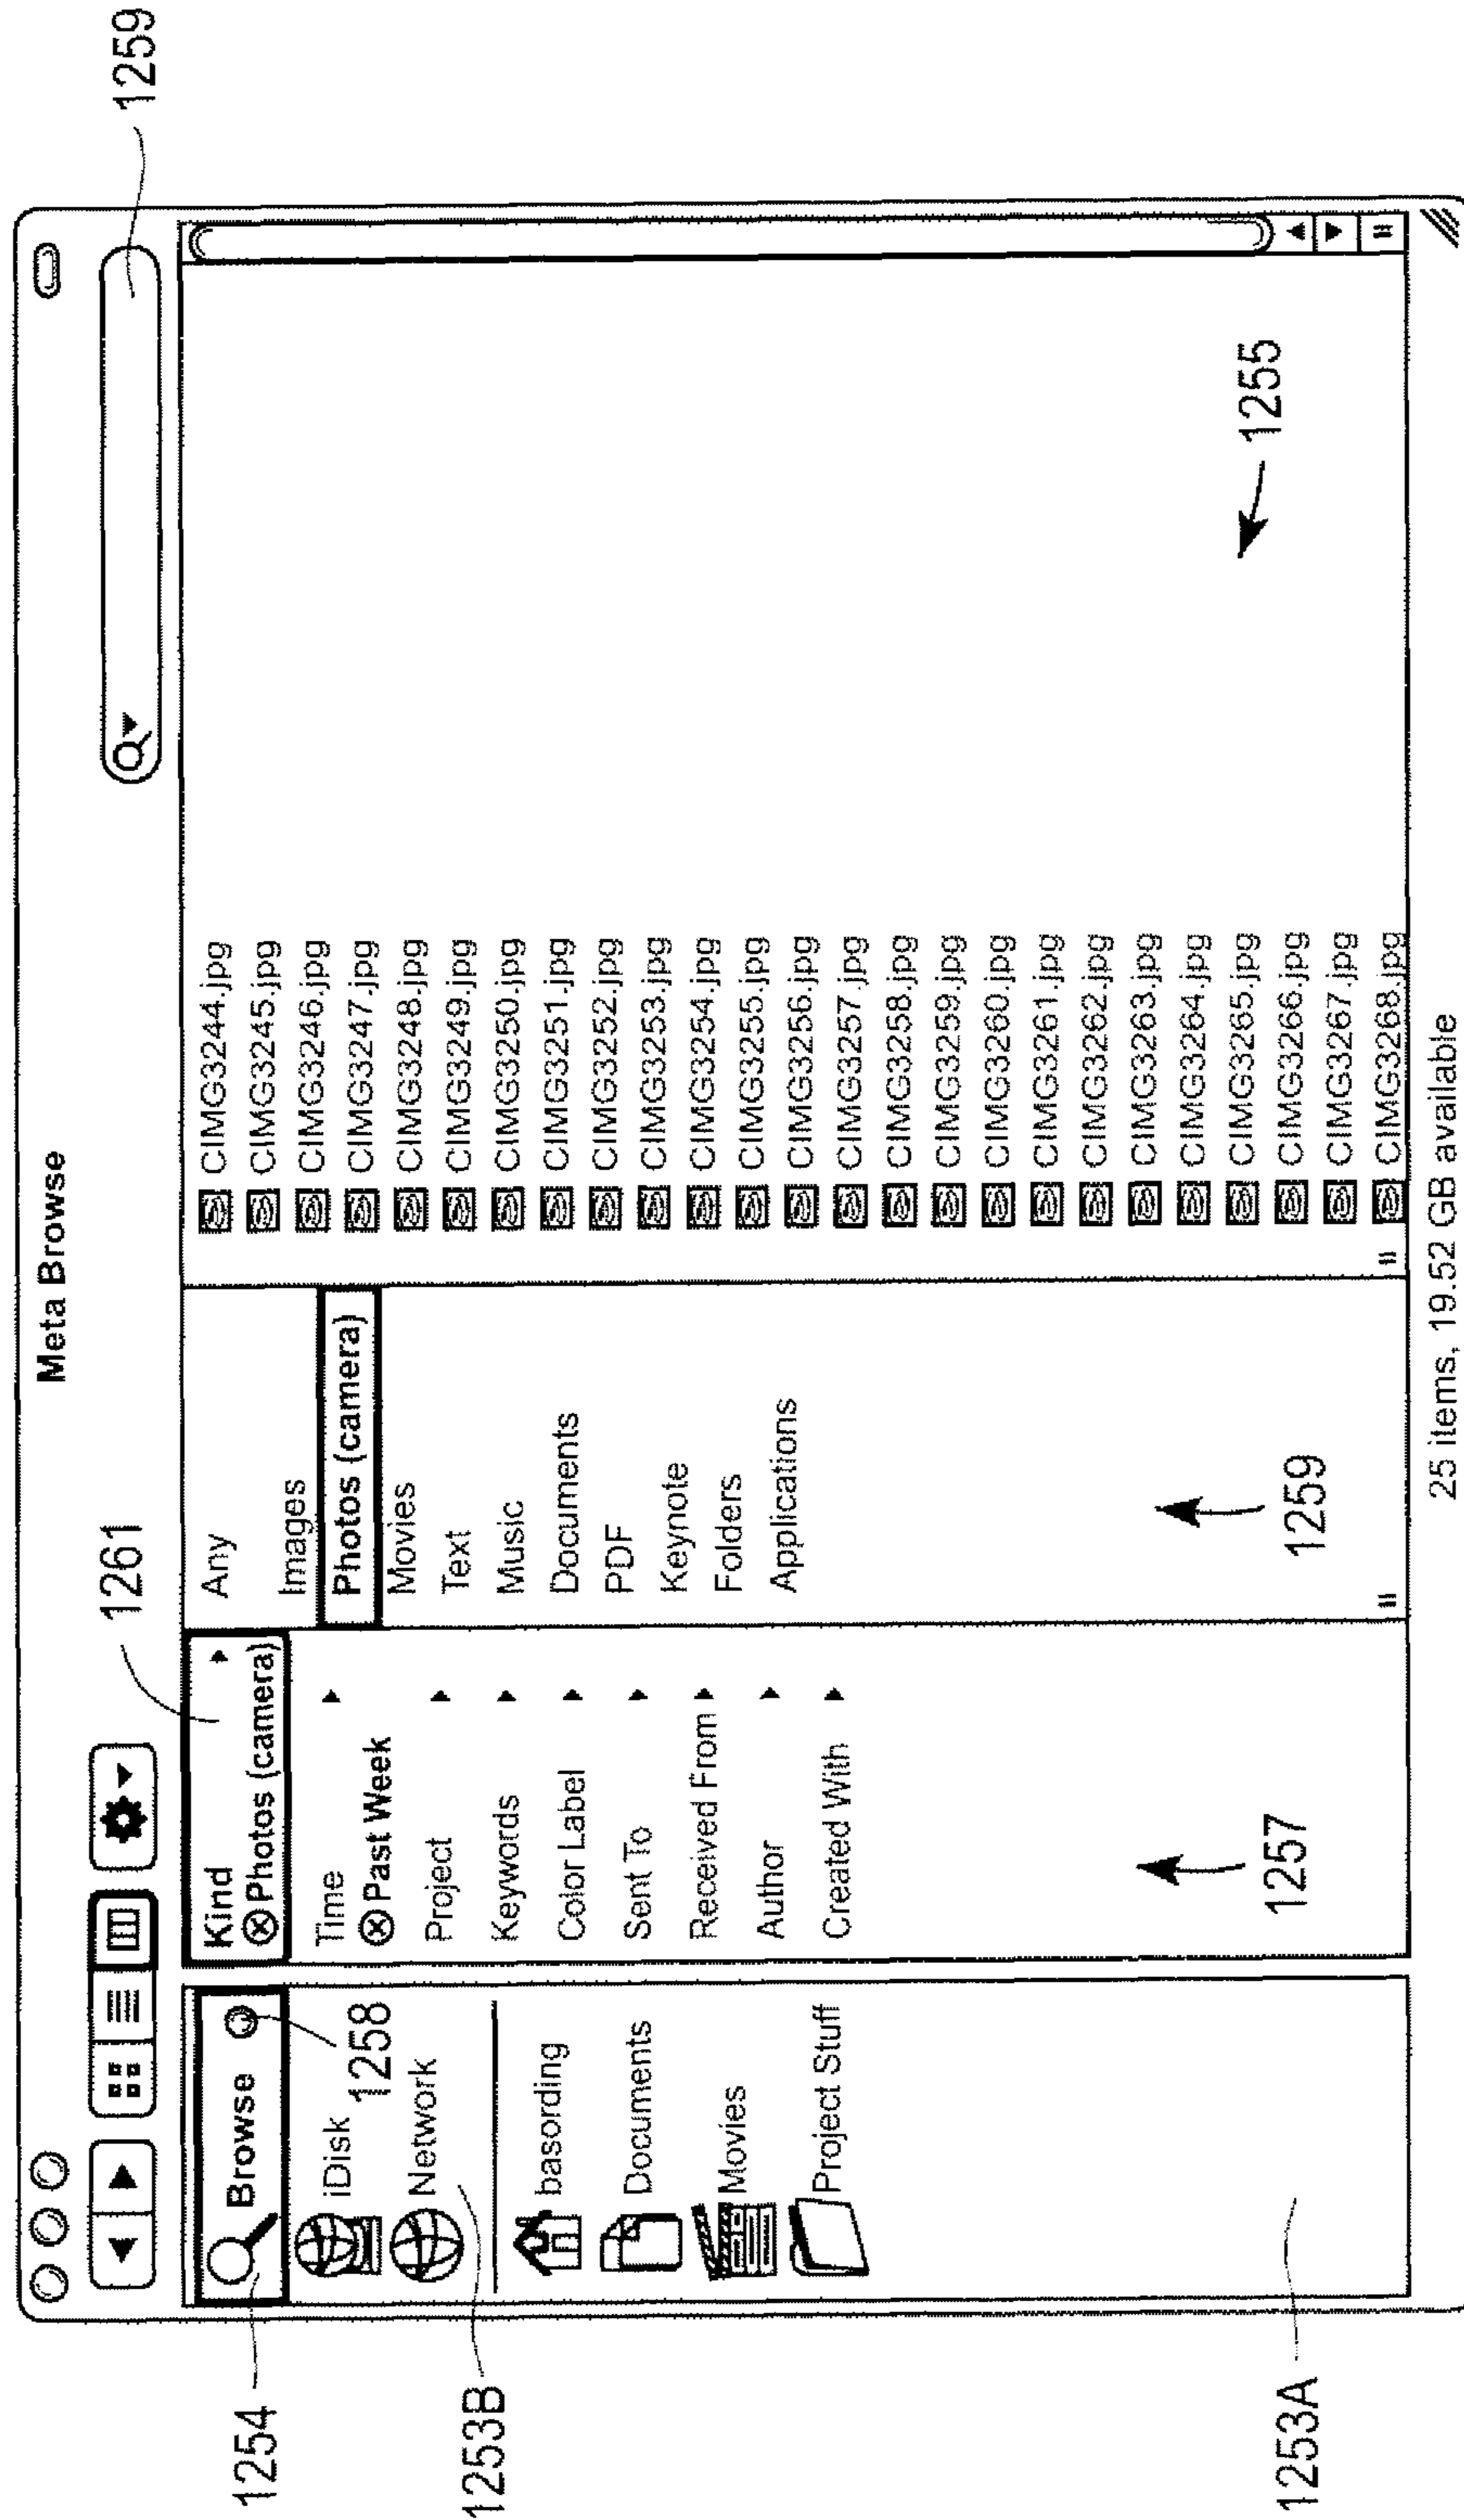 Meta Browse
1261
1259
1254
Browse
1258
iDisk
Network
1253B
basording
Documents
Movies
Project Stuff
1253A
Kind
Photos (camera)
Time
Past Week
Project
Keywords
Color Label
Sent To
Received From
Author
Created With
1257
Any
Images
Photos (camera)
Movies
Text
Music
Documents
PDF
Keynote
Folders
Applications
1259
CIMG3244.jpg
CIMG3245.jpg
CIMG3246.jpg
CIMG3247.jpg
CIMG3248.jpg
CIMG3249.jpg
CIMG3250.jpg
CIMG3251.jpg
CIMG3252.jpg
CIMG3253.jpg
CIMG3254.jpg
CIMG3255.jpg
CIMG3256.jpg
CIMG3257.jpg
CIMG3258.jpg
CIMG3259.jpg
CIMG3260.jpg
CIMG3261.jpg
CIMG3262.jpg
CIMG3263.jpg
CIMG3264.jpg
CIMG3265.jpg
CIMG3266.jpg
CIMG3267.jpg
CIMG3268.jpg
1255
25 items, 19.52 GB available